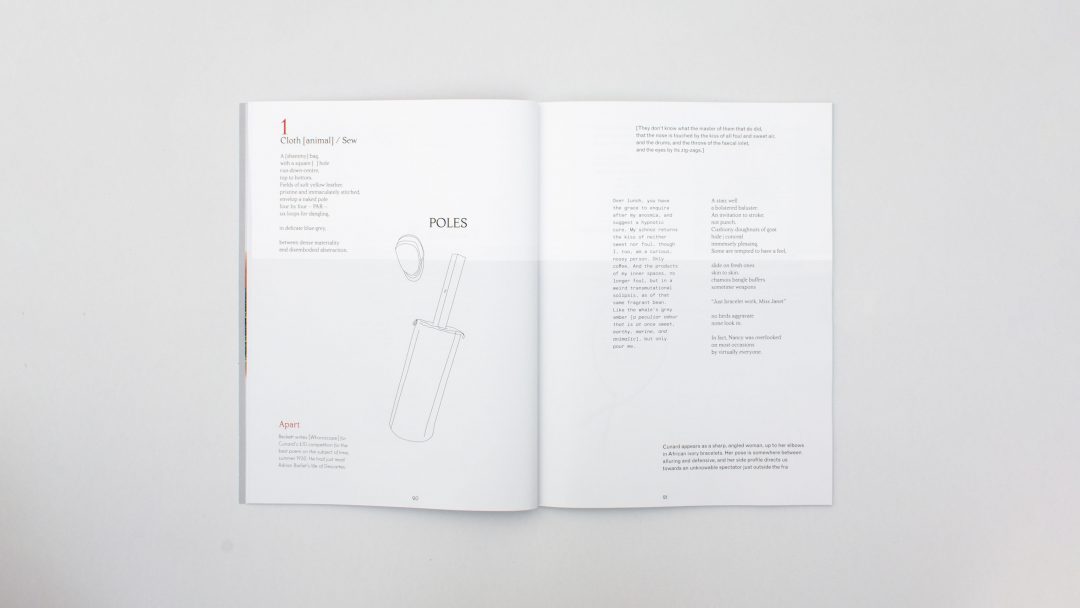 1
Cloth [animal] / Sew
A [shammy] bag,
with a square [ ] hole
run down centre,
top to bottom.
Fields of soft yellow leather,
pristine and immaculately stitched,
envelop a naked pole
four by four – PAR –
six loops for dangling,
in delicate blue grey,
between dense materiality
and disembodied abstraction.
POLES
Apart
Beckett writes [Whoroscope] for
Cunard's £10 competition for the
best poem on the subject of time,
summer 1930. He had just read
Adrien Baillet's life of Descartes.
90
[They don't know what the master of them that do did,
that the nose is touched by the kiss of all foul and sweet air,
and the drums, and the throne of the faecal inlet,
and the eyes by its zig-zags.]
Over lunch, you have
the grace to enquire
after my anosmia, and
suggest a hypnotic
cure. My schnoz returns
the kiss of neither
sweet nor foul, though
I, too, am a curious,
nosey person. Only
coffee. And the products
of my inner spaces, no
longer foul, but in a
weird transmutational
solipsis, as of that
same fragrant bean.
Like the whale's grey
amber [a peculiar odour
that is at once sweet,
earthy, marine, and
animalic], but only
pour me.
A stair well
a bolstered baluster.
An invitation to stroke,
not punch.
Cushiony doughnuts of goat
hide | conceal
immensely pleasing.
Some are tempted to have a feel,
slide on fresh ones
skin to skin,
chamois bangle buffers
sometime weapons
"Just bracelet work, Miss Janet"
no birds aggravate
none look in.
In fact, Nancy was overlooked
on most occasions
by virtually everyone.
Cunard appears as a sharp, angled woman, up to her elbows
in African ivory bracelets. Her pose is somewhere between
alluring and defensive, and her side profile directs us
towards an unknowable spectator just outside the fra
91